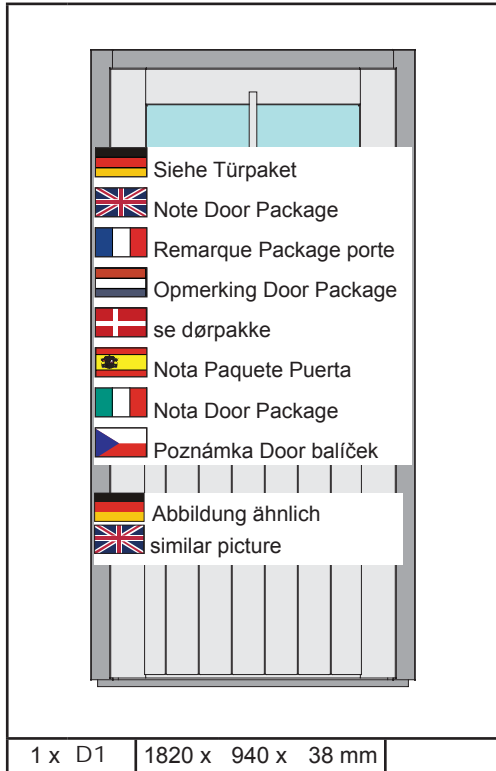 Siehe Türpaket
Note Door Package
Remarque Package porte
Opmerking Door Package
se dørpakke
Nota Paquete Puerta
Nota Door Package
Poznámka Door balíček
Abbildung ähnlich
similar picture
1 x D1 1820 x 940 x 38 mm